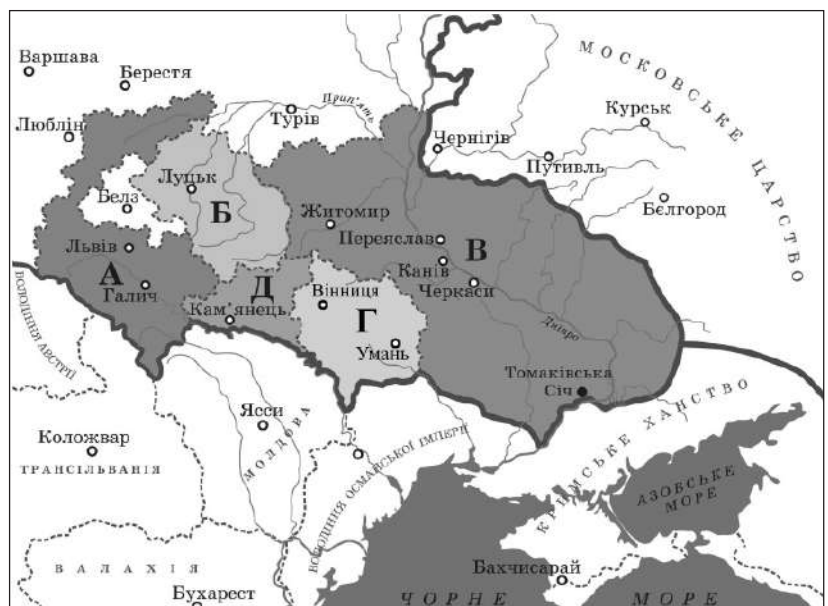 Варшава
Берестя
Люблін
Турів
Прип'ять
МОСКОВСЬКЕ ЦАРСТВО
Курськ
Чернігів
Путивль
Белз
Луцьк
Б
Житомир
Бєлгород
Переяслав
В
Львів
А
Канів
Галич
Д
Черкаси
Вінниця
Кам'янець
Г
Дніпро
Умань
ВОЛОДІННЯ АВСТРІЇ
Томаківська
Січ
Ясси
МОЛДОВА
Коложвар
ТРАНСІЛЬВАНІЯ
ВОЛОДІННЯ ОСМАНСЬКОЇ ІМПЕРІЇ
КРИМСЬКЕ ХАНСТВО
АЗОВСЬКЕ
МОРЕ
ВАЛАХІЯ
Бахчисарай
Бухарест
ЧОРНЕ МОРЕ